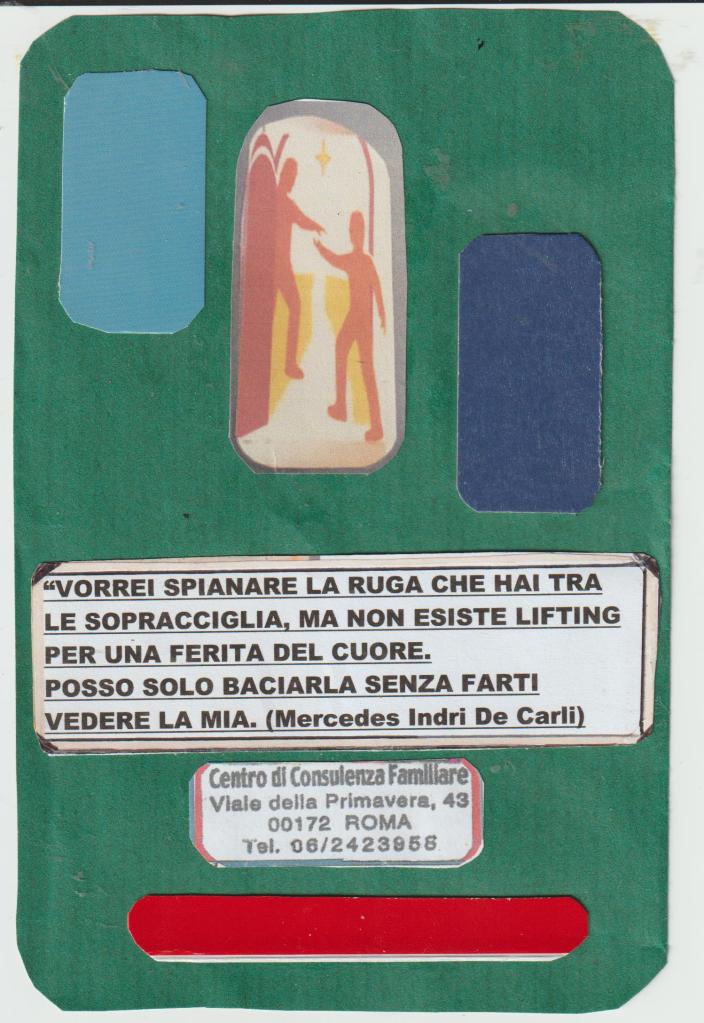 “VORREI SPIANARE LA RUGA CHE HAI TRA
LE SOPRACCIGLIA, MA NON ESISTE LIFTING
PER UNA FERITA DEL CUORE.
POSSO SOLO BACIARLA SENZA FARTI
VEDERE LA MIA. (Mercedes Indri De Carli)
Centro di Consulenza Familiare
Viale della Primavera, 43
00172 ROMA
Tel. 06/2423958